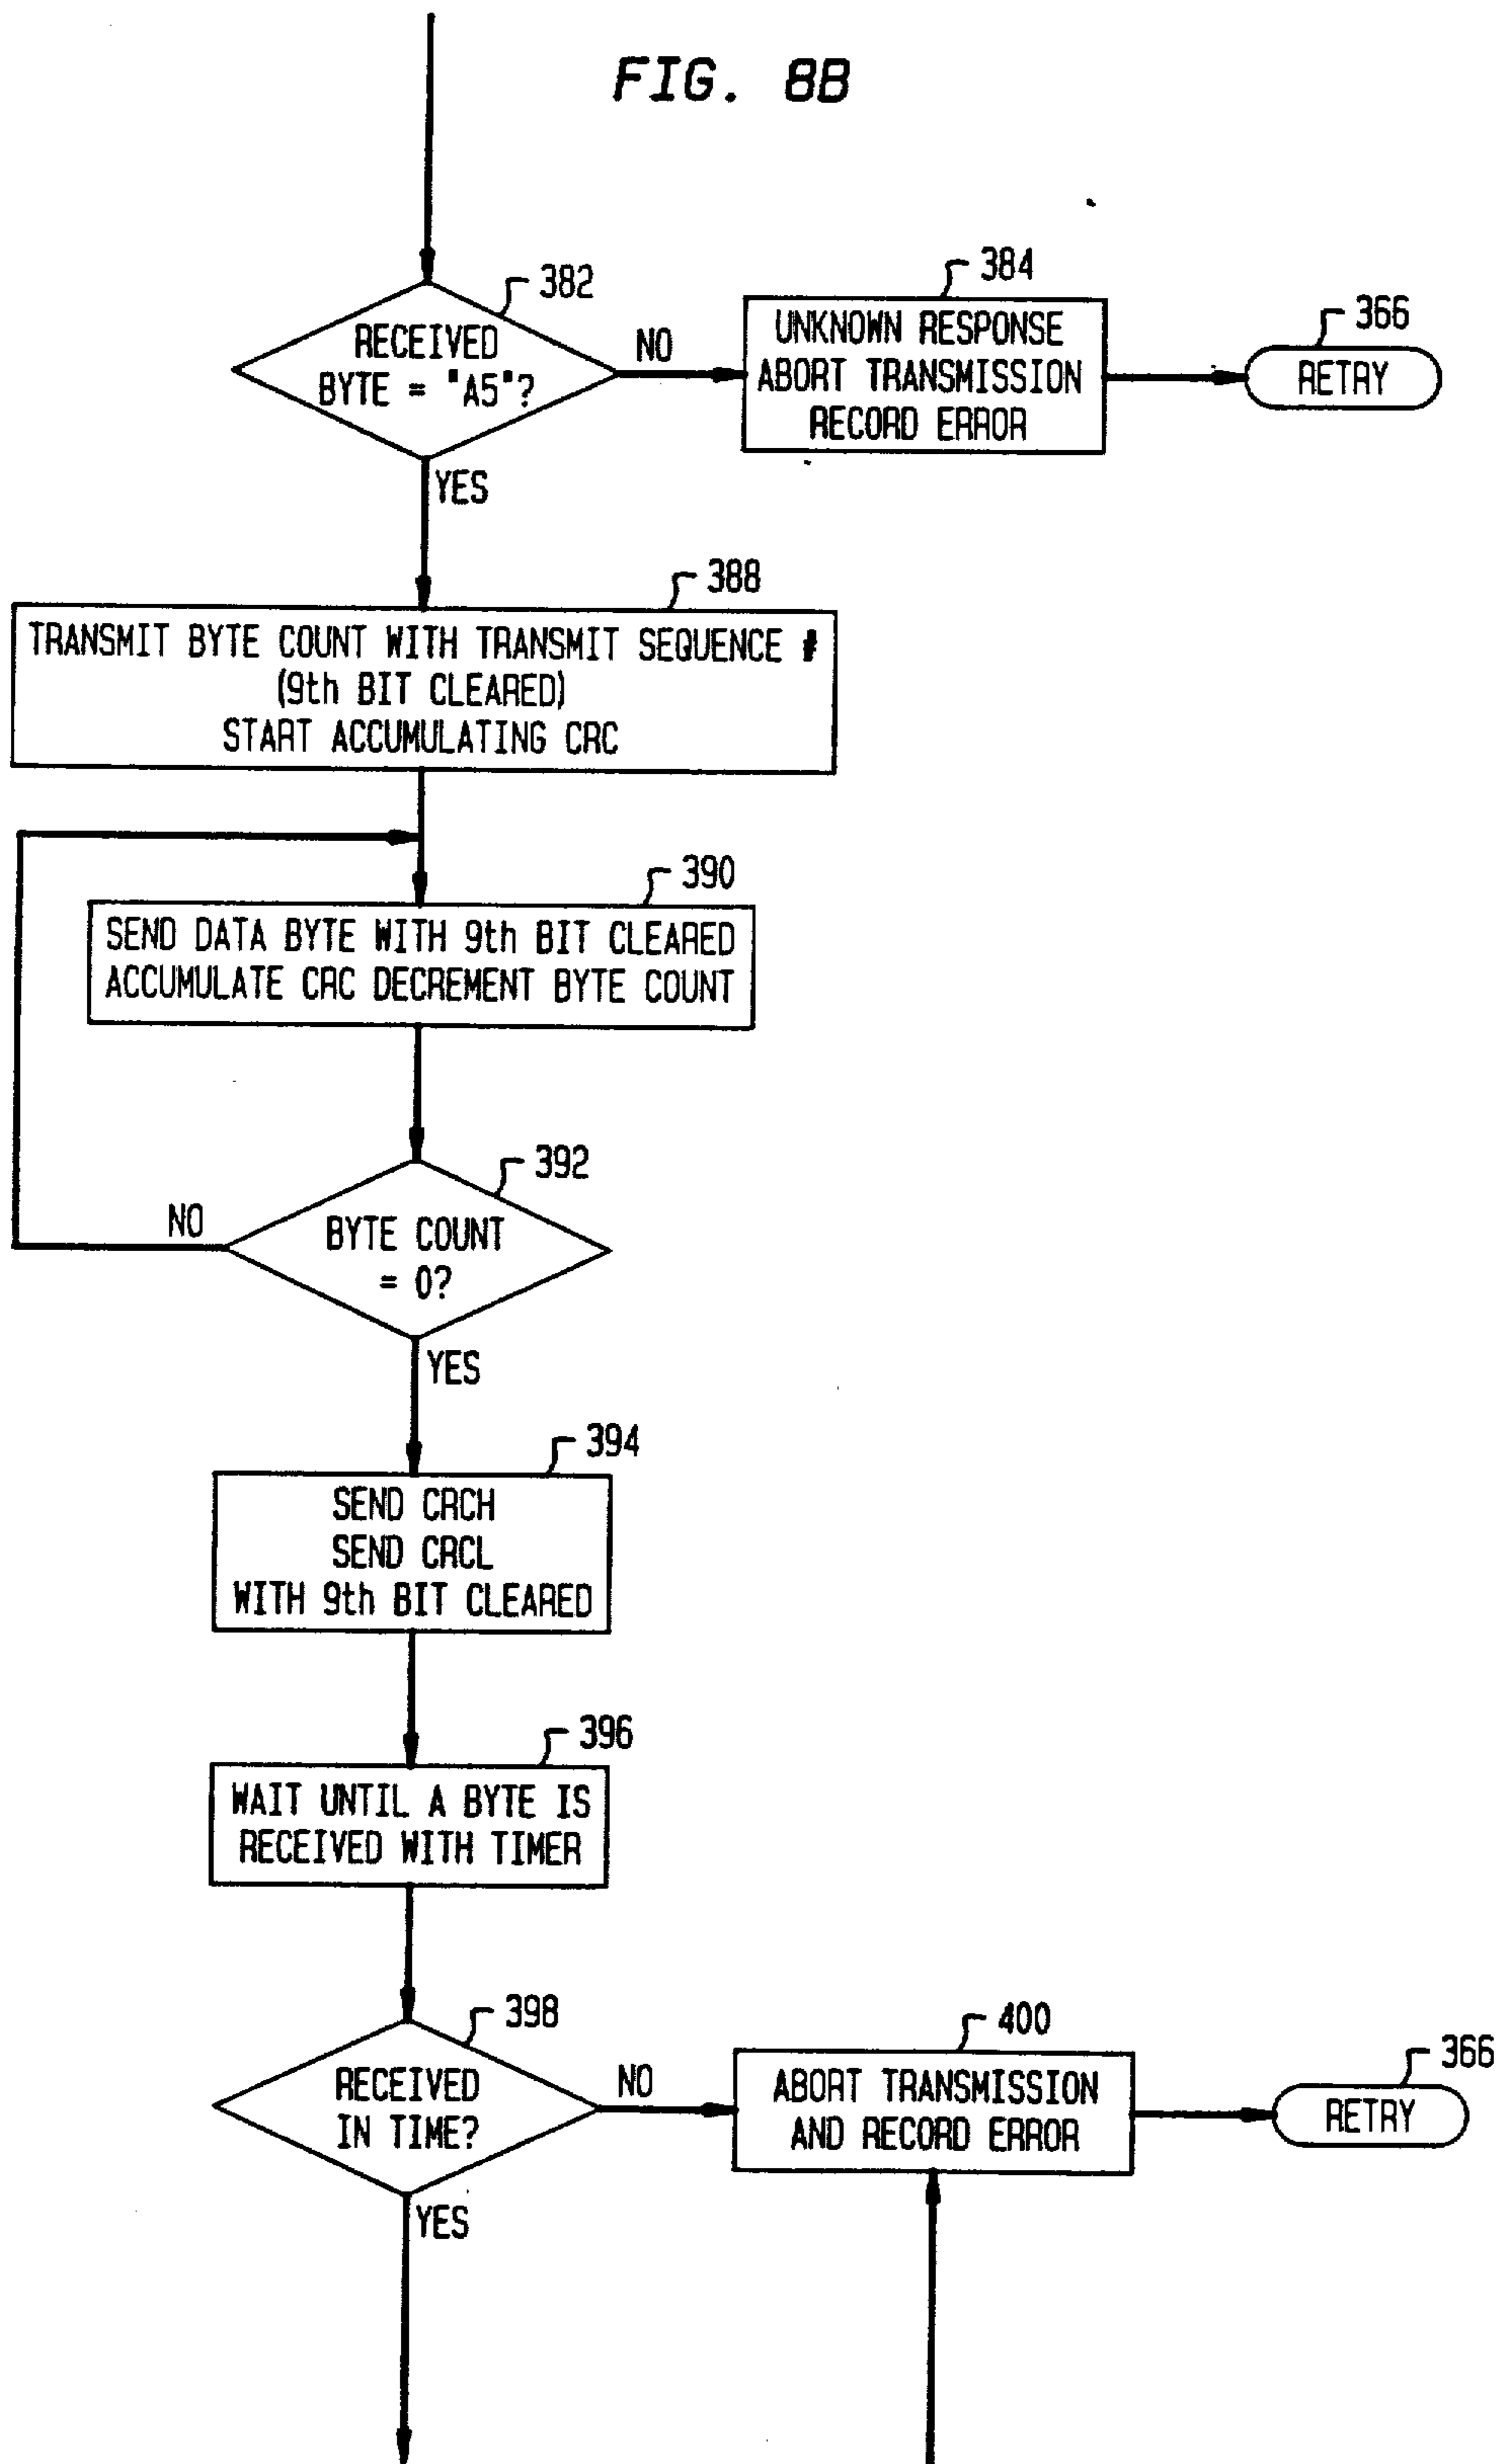 FIG. 8B
382
RECEIVED
BYTE = "A5"?
NO
YES
384
UNKNOWN RESPONSE
ABORT TRANSMISSION
RECORD ERROR
366
RETRY
388
TRANSMIT BYTE COUNT WITH TRANSMIT SEQUENCE #
(9th BIT CLEARED)
START ACCUMULATING CRC
390
SEND DATA BYTE WITH 9th BIT CLEARED
ACCUMULATE CRC DECREMENT BYTE COUNT
392
BYTE COUNT
= 0?
NO
YES
394
SEND CRCH
SEND CRCL
WITH 9th BIT CLEARED
396
WAIT UNTIL A BYTE IS
RECEIVED WITH TIMER
398
RECEIVED
IN TIME?
NO
YES
400
ABORT TRANSMISSION
AND RECORD ERROR
366
RETRY